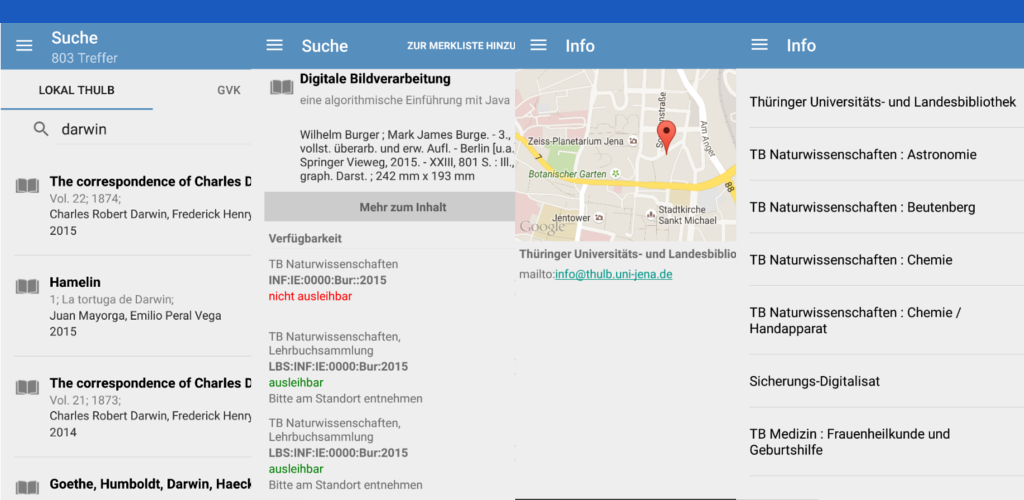 Suche
803 Treffer
LOKAL THULB
GVK
darwin
The correspondence of Charles D
Vol. 22; 1874;
Charles Robert Darwin, Frederick Henry
2015
Hamelin
1; La tortuga de Darwin;
Juan Mayorga, Emilio Peral Vega
2015
The correspondence of Charles D
Vol. 21; 1873;
Charles Robert Darwin, Frederick Henry
2014
Goethe, Humboldt, Darwin, Haeck
Suche
ZUR MERKLISTE HINZU
Digitale Bildverarbeitung
eine algorithmische Einführung mit Java
Wilhelm Burger ; Mark James Burge. - 3.,
vollst. überarb. und erw. Aufl. - Berlin [u.a.
Springer Vieweg, 2015. - XXIII, 801 S. : Ill.,
graph. Darst. ; 242 mm x 193 mm
Mehr zum Inhalt
Verfügbarkeit
TB Naturwissenschaften
INF:IE:0000:Bur::2015
nicht ausleihbar
TB Naturwissenschaften,
Lehrbuchsammlung
LBS:INF:IE:0000:Bur:2015
ausleihbar
Bitte am Standort entnehmen
TB Naturwissenschaften,
Lehrbuchsammlung
LBS:INF:IE:0000:Bur:2015
ausleihbar
Bitte am Standort entnehmen
Info
Zeiss-Planetarium Jena
Am Anger
7
Botanischer Garten
88
Jentower
Stadtkirche
Sankt Michael
Google
Thüringer Universitäts- und Landesbiblio
mailto:info@thulb.uni-jena.de
Info
Thüringer Universitäts- und Landesbibliothek
TB Naturwissenschaften : Astronomie
TB Naturwissenschaften : Beutenberg
TB Naturwissenschaften : Chemie
TB Naturwissenschaften : Chemie /
Handapparat
Sicherungs-Digitalisat
TB Medizin : Frauenheilkunde und
Geburtshilfe